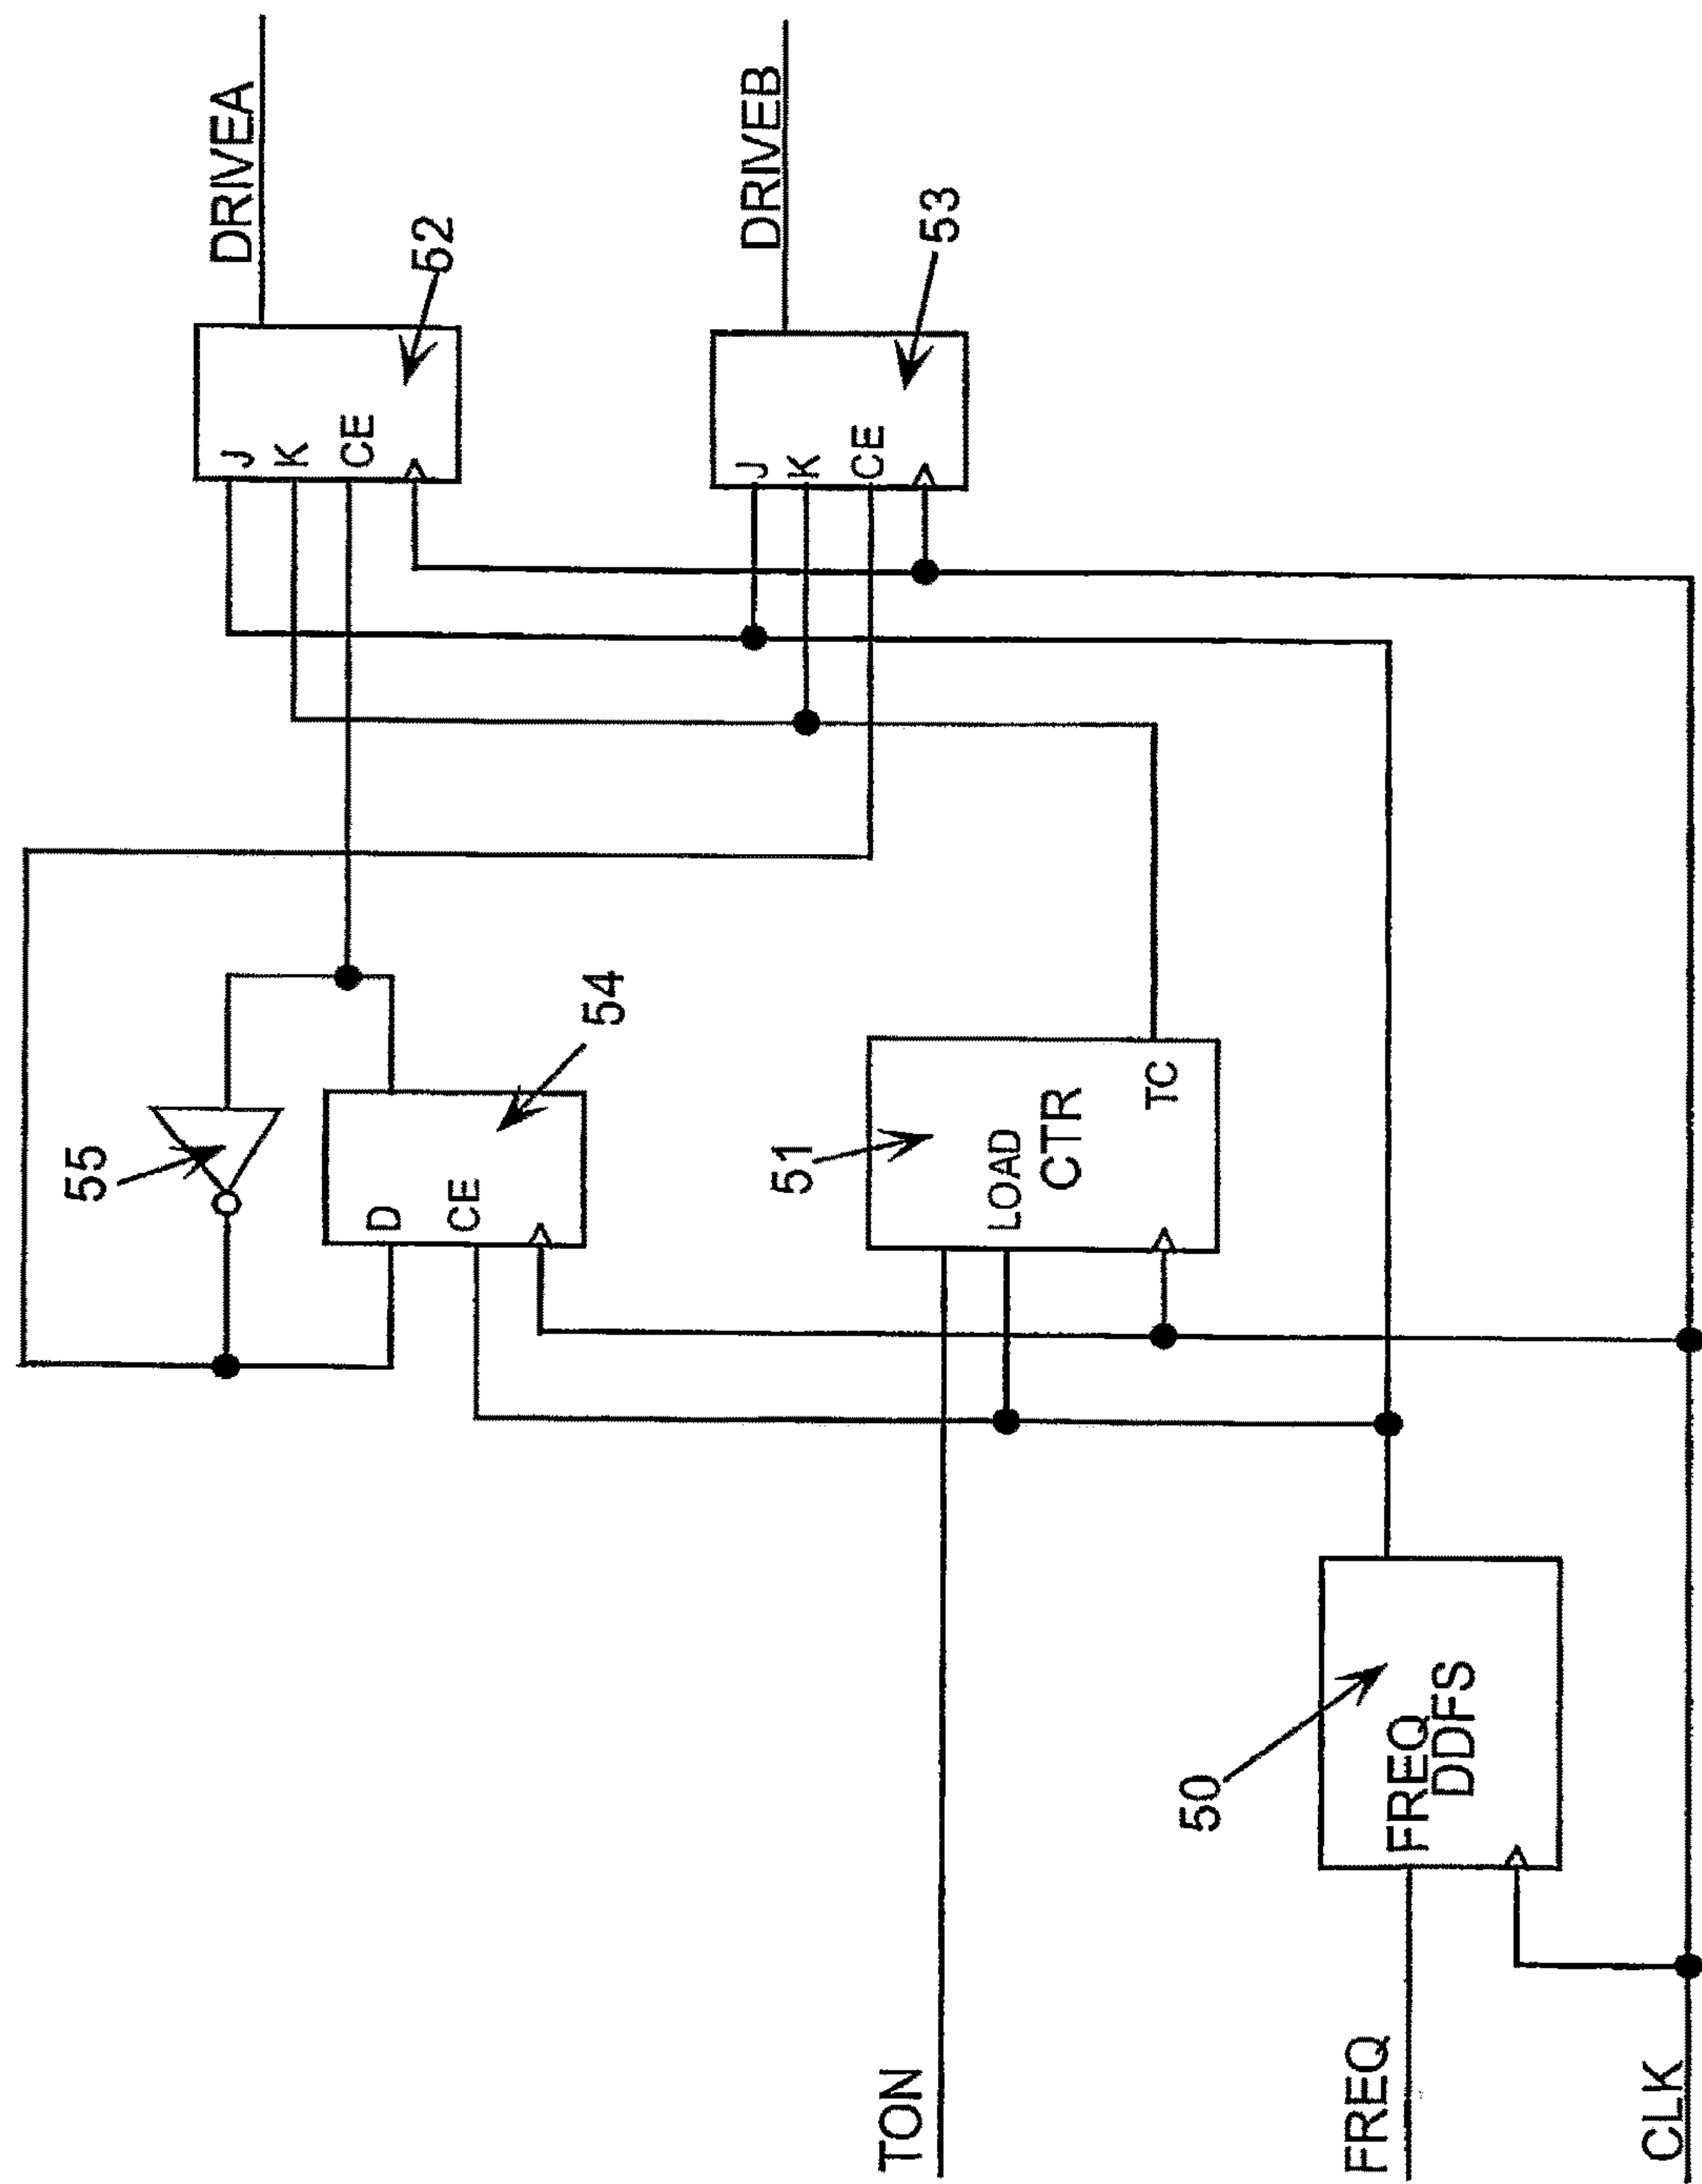 DRIVEA
52
J
K
CE
DRIVEB
53
J
K
CE
55
54
D
CE
51
LOAD
CTR
TC
TON
50
FREQ
DDFS
FREQ
CLK